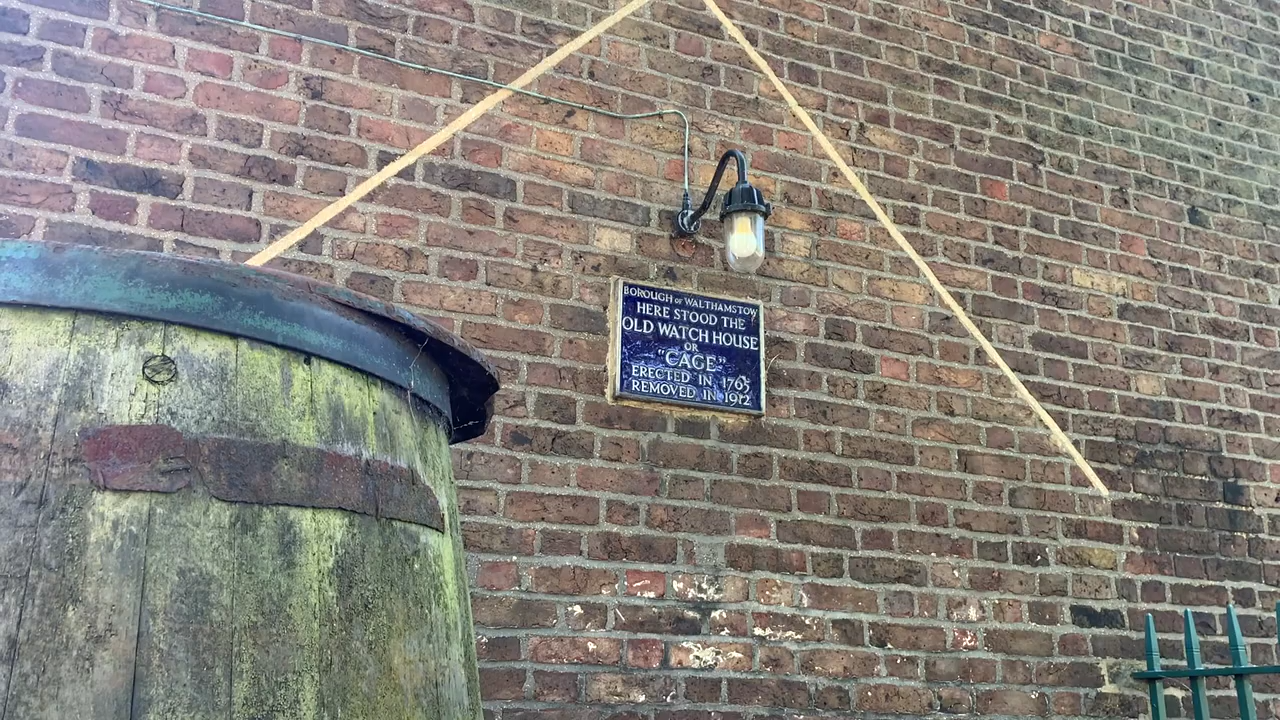 BOROUGH OF WALTHAMSTOW
HERE STOOD THE
OLD WATCH HOUSE
OR
"CAGE"
ERECTED IN 1765
REMOVED IN 1912